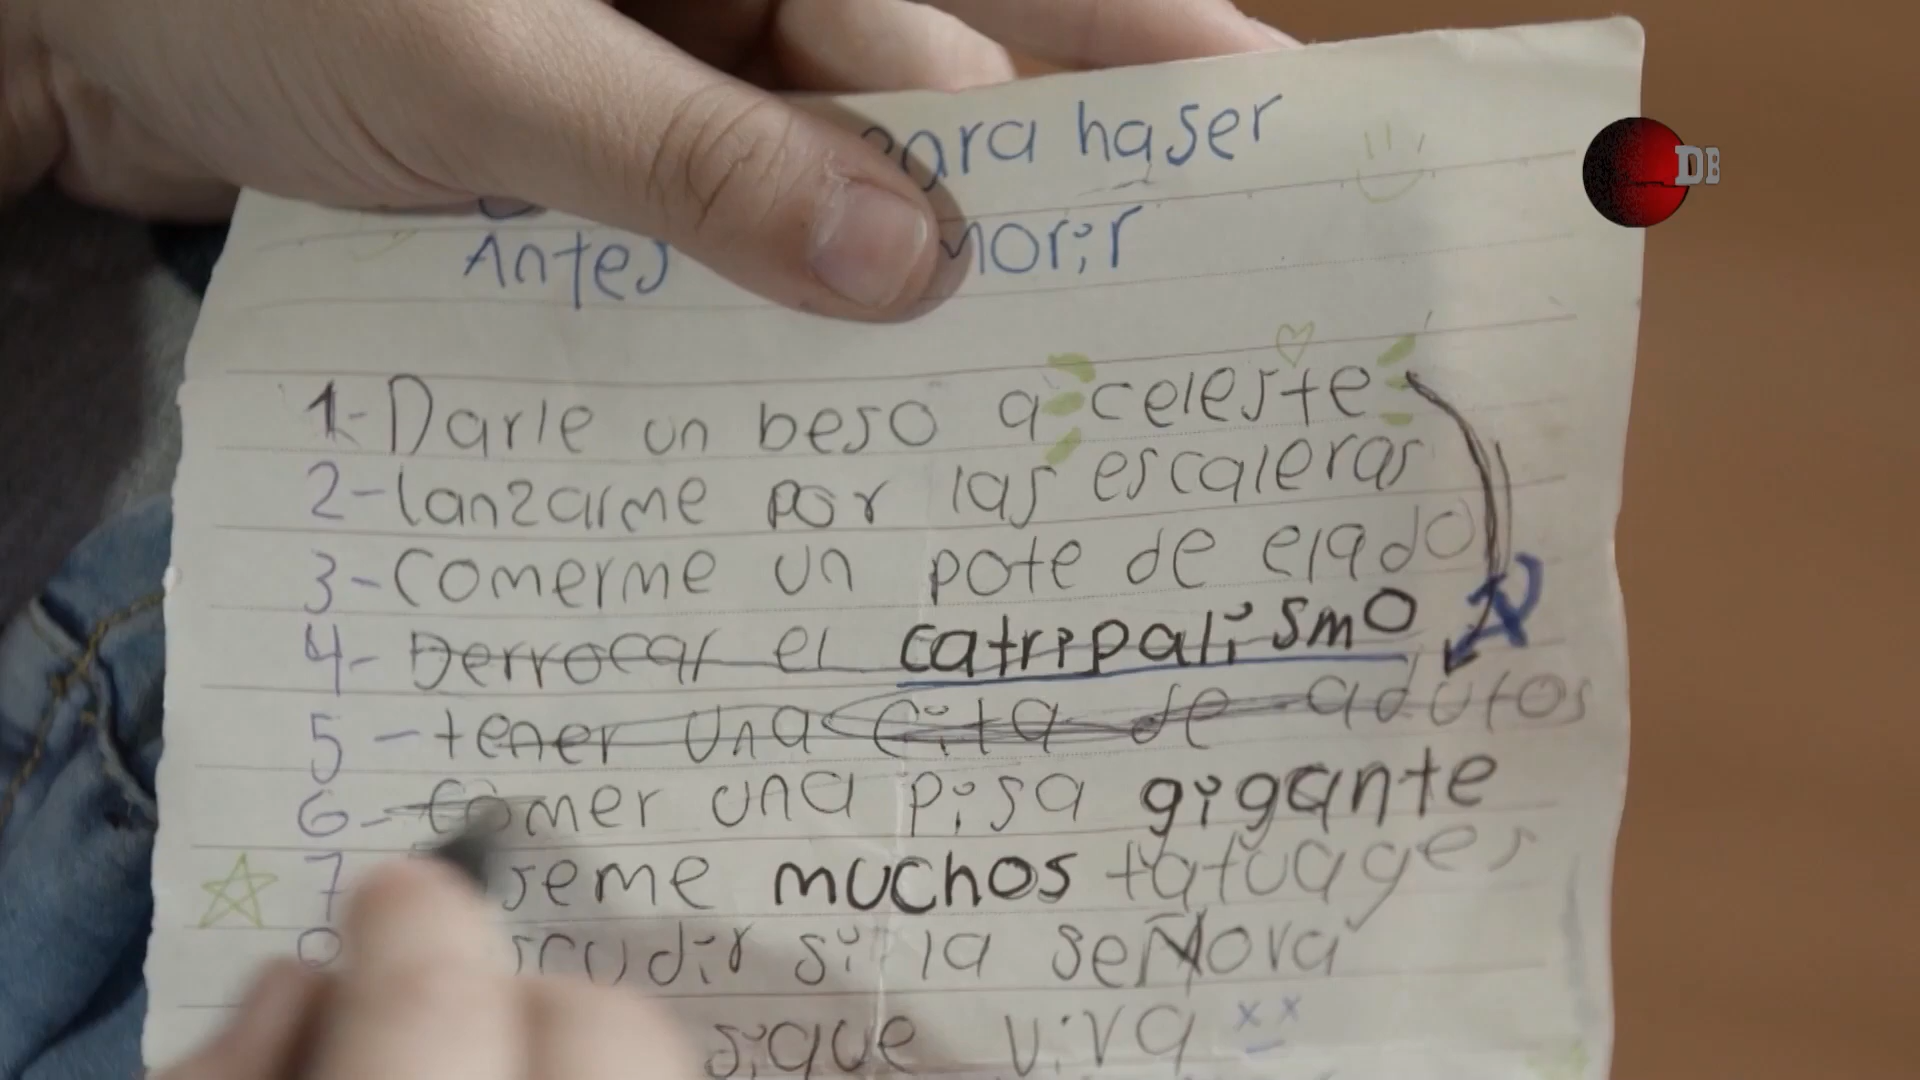 para haser
Antes morir
1- Darle un beso a celeste
2- lanzarme por las escaleras
3- comerme un pote de elado
4- Derrocar el catripalismo
5- tener una cita de adutos
6- comer una pisa gigante
7 seme muchos tatuages
scudir si la señora
sigue viva
DB